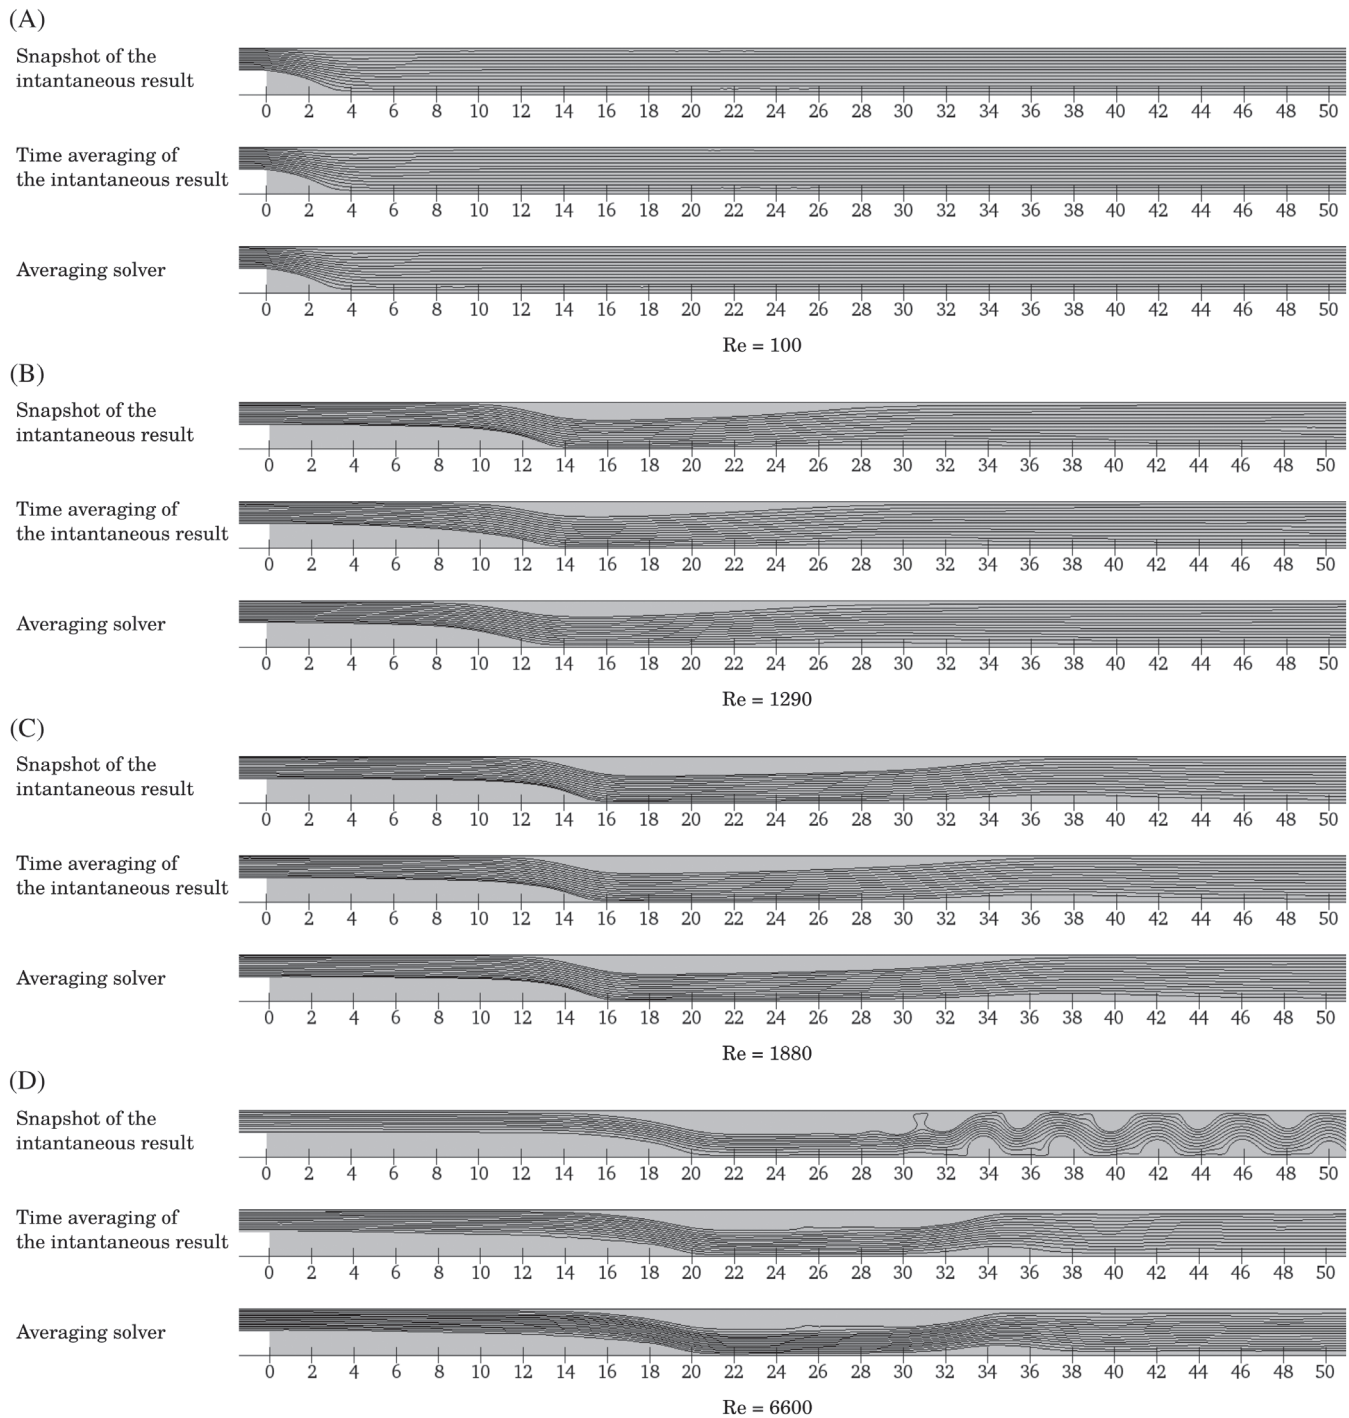 (A)
Snapshot of the
intantaneous result
0 2 4 6 8 10 12 14 16 18 20 22 24 26 28 30 32 34 36 38 40 42 44 46 48 50
Time averaging of
the intantaneous result
0 2 4 6 8 10 12 14 16 18 20 22 24 26 28 30 32 34 36 38 40 42 44 46 48 50
Averaging solver
0 2 4 6 8 10 12 14 16 18 20 22 24 26 28 30 32 34 36 38 40 42 44 46 48 50
Re = 100
(B)
Snapshot of the
intantaneous result
0 2 4 6 8 10 12 14 16 18 20 22 24 26 28 30 32 34 36 38 40 42 44 46 48 50
Time averaging of
the intantaneous result
0 2 4 6 8 10 12 14 16 18 20 22 24 26 28 30 32 34 36 38 40 42 44 46 48 50
Averaging solver
0 2 4 6 8 10 12 14 16 18 20 22 24 26 28 30 32 34 36 38 40 42 44 46 48 50
Re = 1290
(C)
Snapshot of the
intantaneous result
0 2 4 6 8 10 12 14 16 18 20 22 24 26 28 30 32 34 36 38 40 42 44 46 48 50
Time averaging of
the intantaneous result
0 2 4 6 8 10 12 14 16 18 20 22 24 26 28 30 32 34 36 38 40 42 44 46 48 50
Averaging solver
0 2 4 6 8 10 12 14 16 18 20 22 24 26 28 30 32 34 36 38 40 42 44 46 48 50
Re = 1880
(D)
Snapshot of the
intantaneous result
0 2 4 6 8 10 12 14 16 18 20 22 24 26 28 30 32 34 36 38 40 42 44 46 48 50
Time averaging of
the intantaneous result
0 2 4 6 8 10 12 14 16 18 20 22 24 26 28 30 32 34 36 38 40 42 44 46 48 50
Averaging solver
0 2 4 6 8 10 12 14 16 18 20 22 24 26 28 30 32 34 36 38 40 42 44 46 48 50
Re = 6600